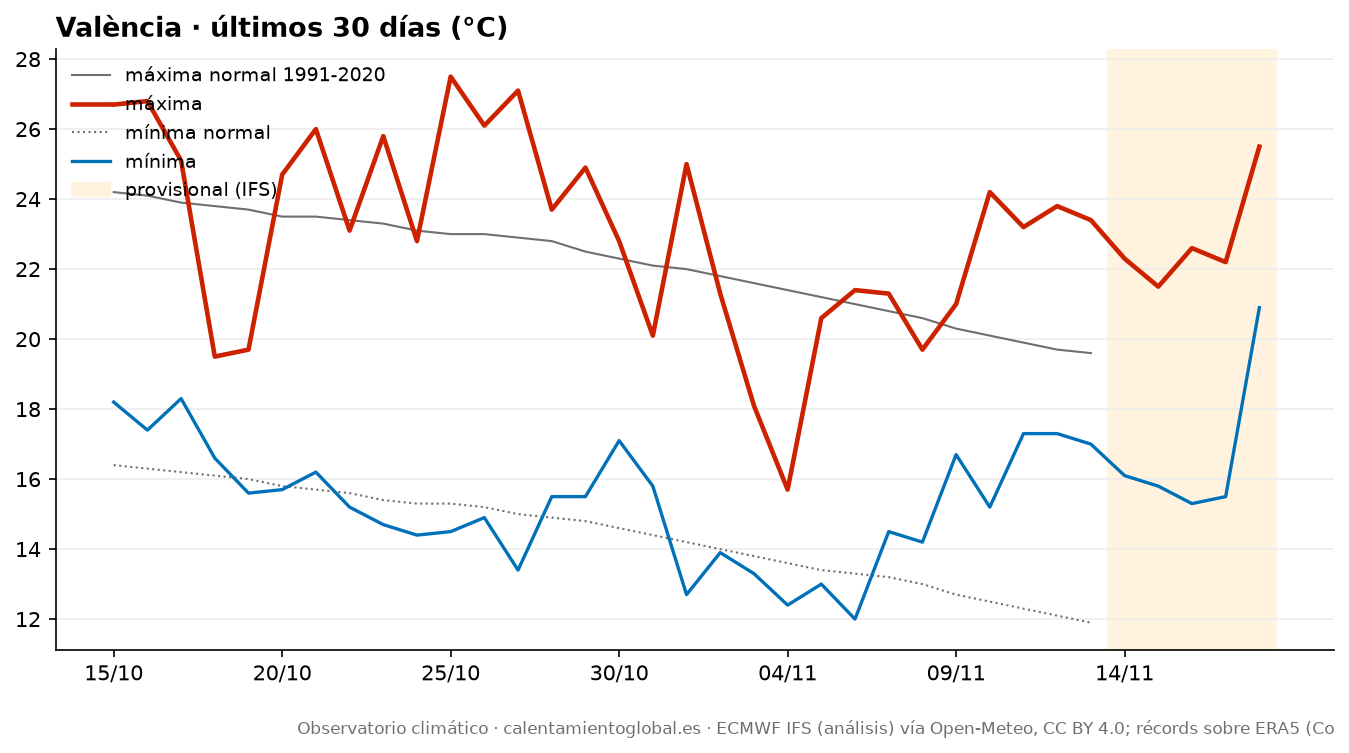 València · últimos 30 días (°C)
28
26
24
22
20
18
16
14
12
máxima normal 1991-2020
máxima
mínima normal
mínima
provisional (IFS)
15/10 20/10 25/10 30/10 04/11 09/11 14/11
Observatorio climático · calentamientoglobal.es · ECMWF IFS (análisis) vía Open-Meteo, CC BY 4.0; récords sobre ERA5 (Co